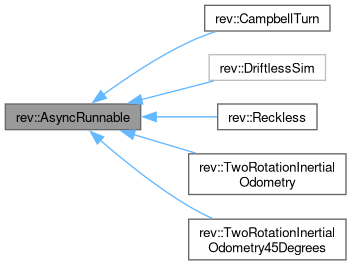 rev::CampbellTurn
rev::DriftlessSim
rev::AsyncRunnable
rev::Reckless
rev::TwoRotationInertial
Odometry
rev::TwoRotationInertial
Odometry45Degrees